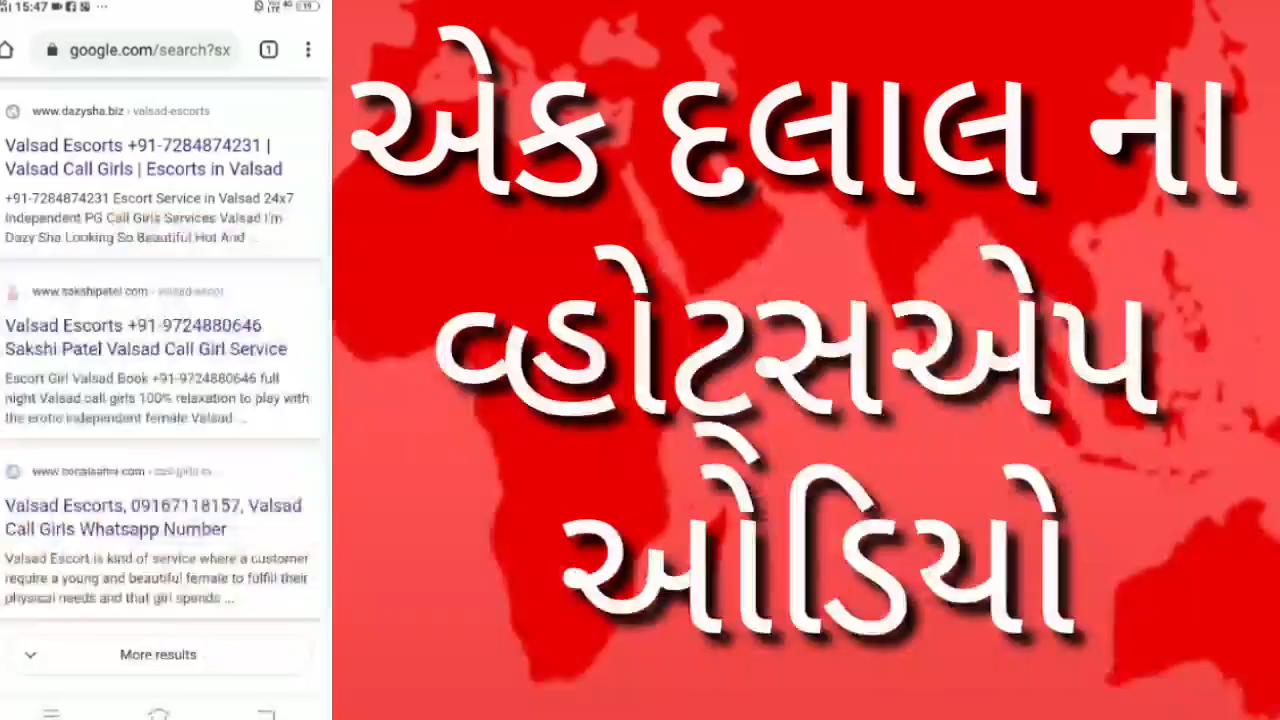 15:47
google.com/search?sx
1
www.dazysha.biz › valsad-escorts
Valsad Escorts +91-7284874231 |
Valsad Call Girls | Escorts in Valsad
+91-7284874231 Escort Service in Valsad 24x7
Independent PG Call Girls Services Valsad I'm
Dazy Sha Looking So Beautiful Hot And ...
www.sakshipatel.com › valsad-escort
Valsad Escorts +91-9724880646
Sakshi Patel Valsad Call Girl Service
Escort Girl Valsad Book +91-9724880646 full
night Valsad call girls 100% relaxation to play with
the erotic independent female Valsad ...
Valsad Escorts, 09167118157, Valsad
Call Girls Whatsapp Number
Valsad Escort is kind of service where a customer
require a young and beautiful female to fulfill their
physical needs and that girl spends ...
More results
એક દલાલ ના
વ્હોટ્સએપ
ઓડિયો